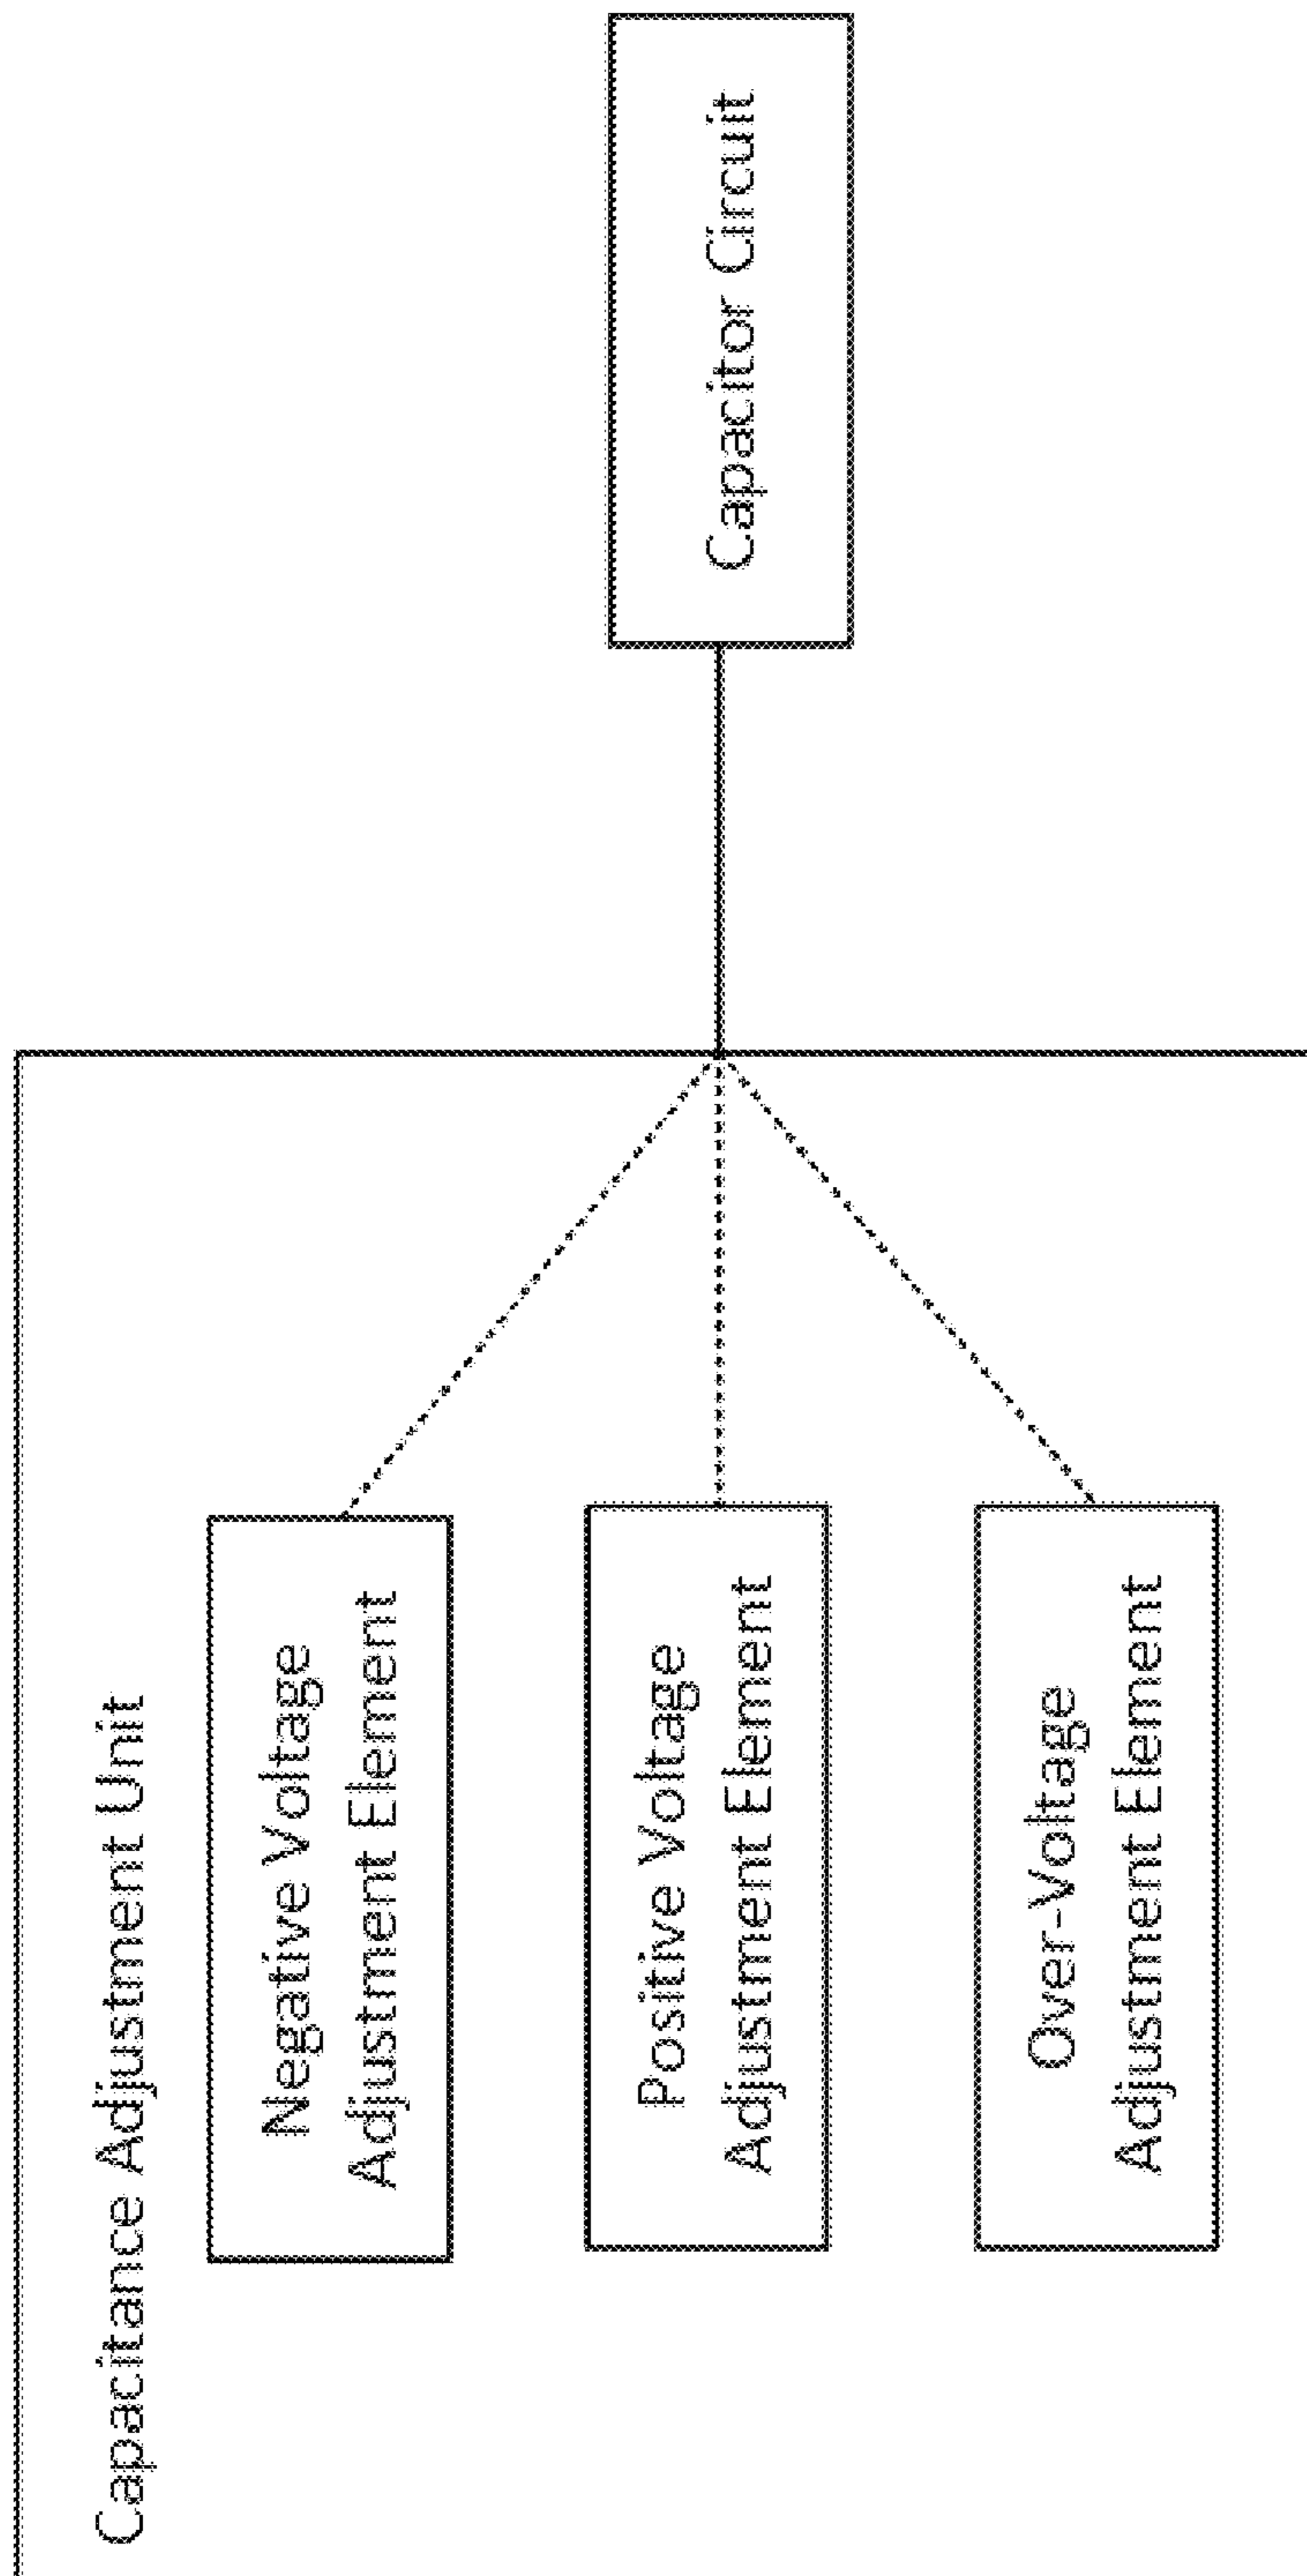 Capacitance Adjustment Unit
Negative Voltage
Adjustment Element
Positive Voltage
Adjustment Element
Over-Voltage
Adjustment Element
Capacitor Circuit